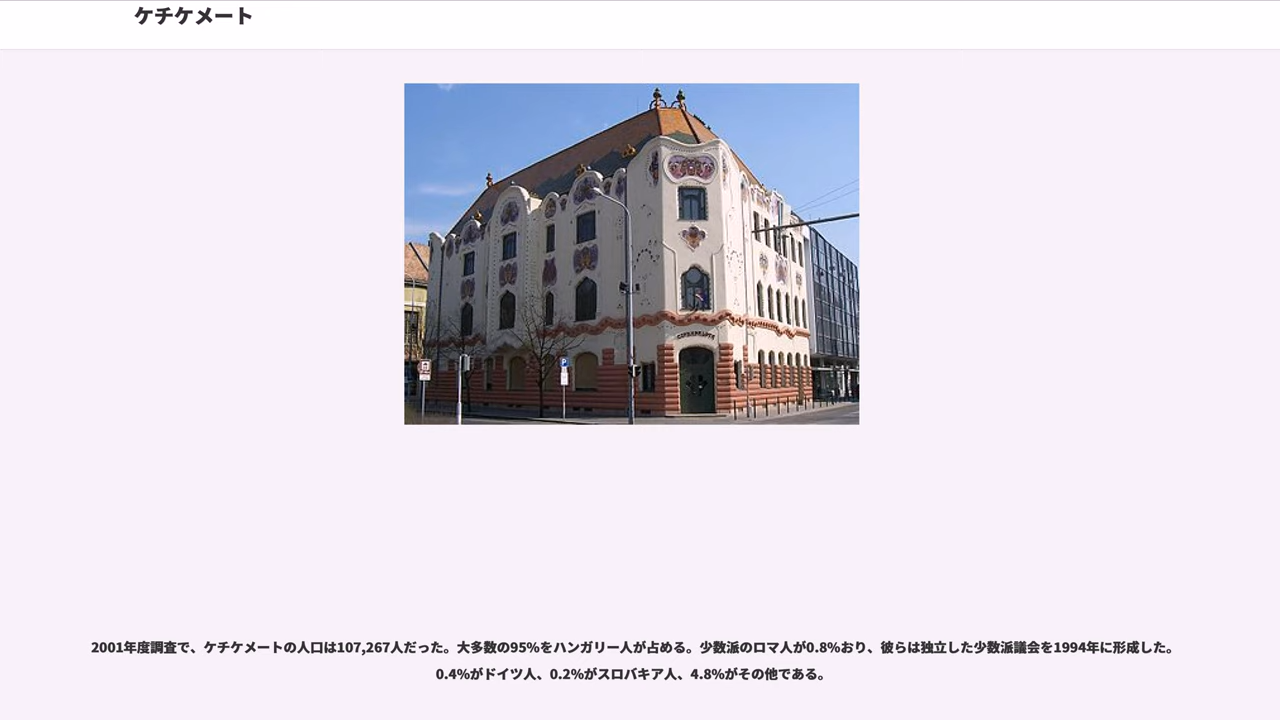 ケチケメート
P
2001年度調査で、ケチケメートの人口は107,267人だった。大多数の95%をハンガリー人が占める。少数派のロマ人が0.8%おり、彼らは独立した少数派議会を1994年に形成した。
0.4%がドイツ人、0.2%がスロバキア人、4.8%がその他である。